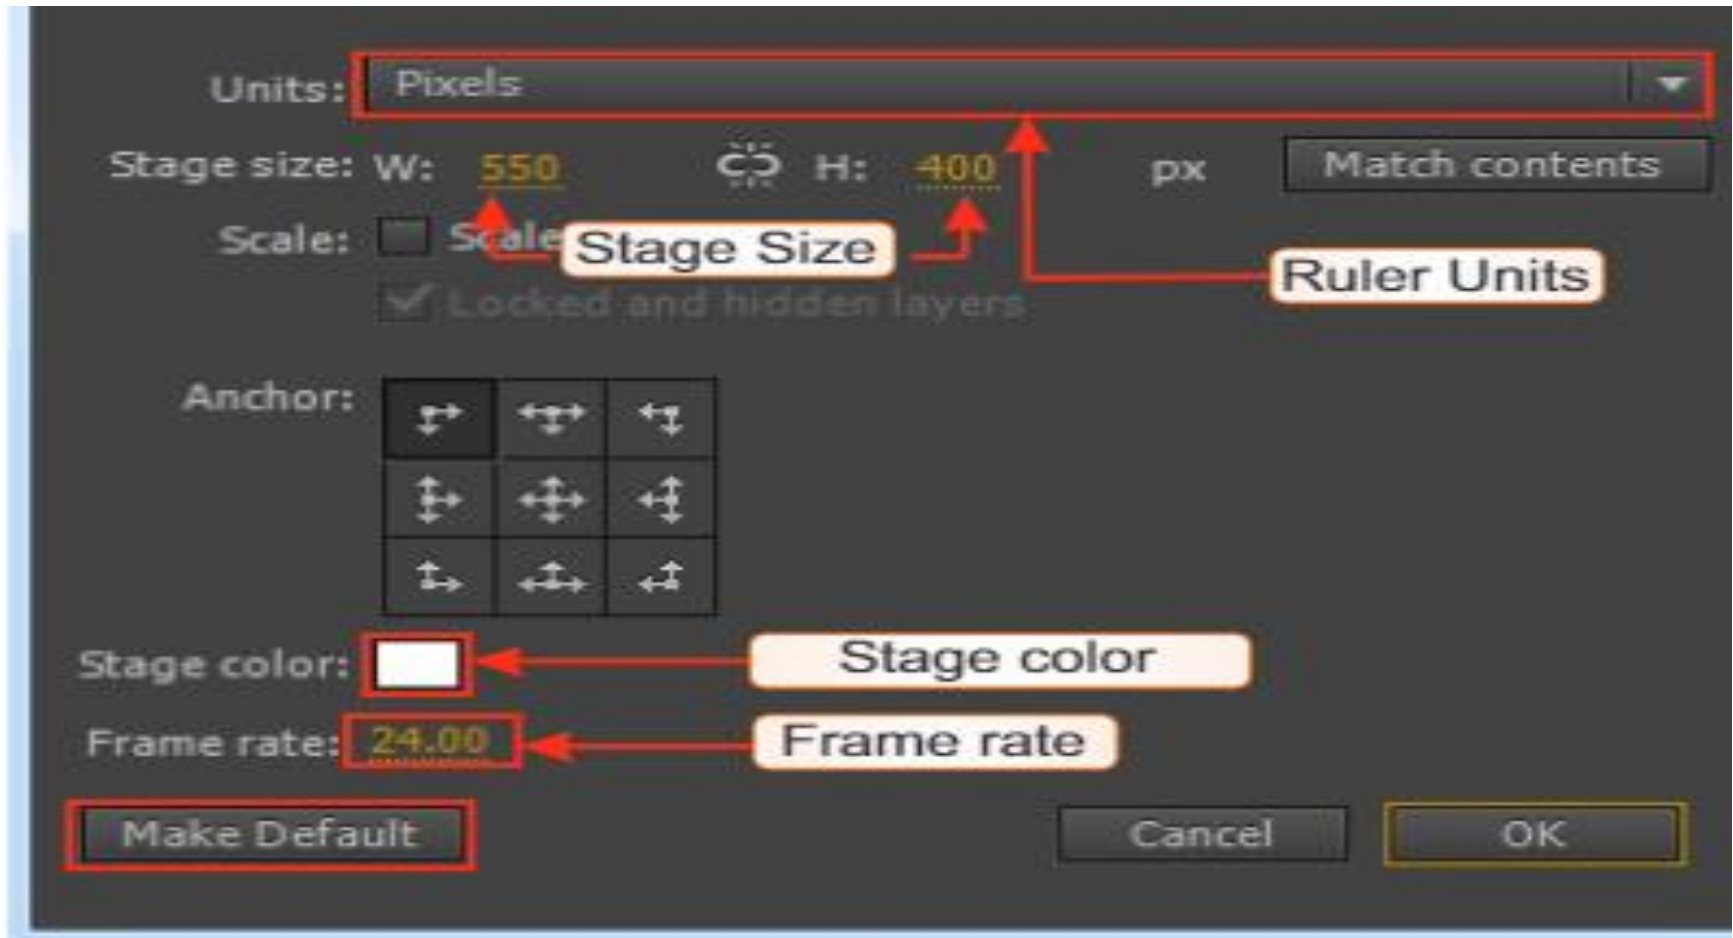 Units: Pixels
Stage size: W: 550 H: 400 px Match contents
Scale: Scale Stage Size
Ruler Units
Locked and hidden layers
Anchor:
Stage color: Stage color
Frame rate: 24.00 Frame rate
Make Default Cancel OK